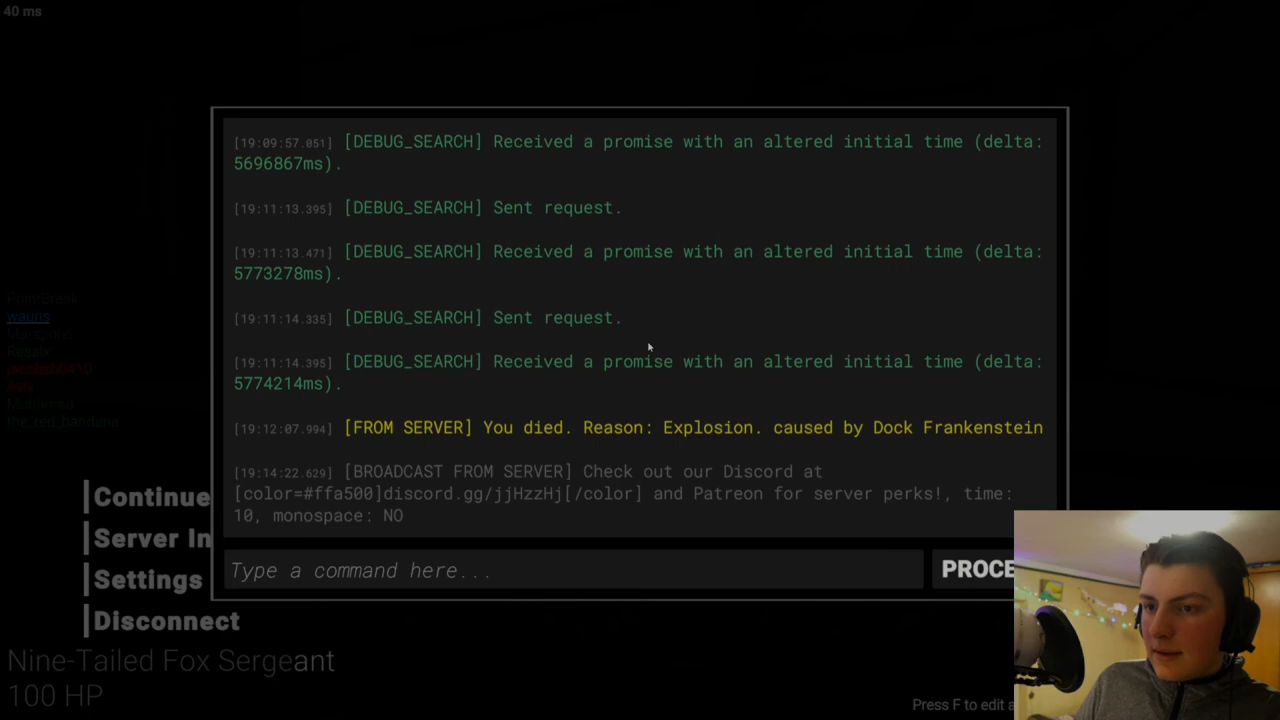 40 ms
[19:09:57.051] [DEBUG_SEARCH] Received a promise with an altered initial time (delta:
5696867ms).
[19:11:13.395] [DEBUG_SEARCH] Sent request.
[19:11:13.471] [DEBUG_SEARCH] Received a promise with an altered initial time (delta:
5773278ms).
[19:11:14.335] [DEBUG_SEARCH] Sent request.
[19:11:14.395] [DEBUG_SEARCH] Received a promise with an altered initial time (delta:
5774214ms).
[19:12:07.994] [FROM SERVER] You died. Reason: Explosion. caused by Dock Frankenstein
[19:14:22.629] [BROADCAST FROM SERVER] Check out our Discord at
[color=#ffa500]discord.gg/jjHzzHj[/color] and Patreon for server perks!, time:
10, monospace: NO
Type a command here...
PROCE
PointBreak
wauris
the_red_bandana
Continue
Server In
Settings
Disconnect
Nine-Tailed Fox Sergeant
100 HP
Press F to edit a